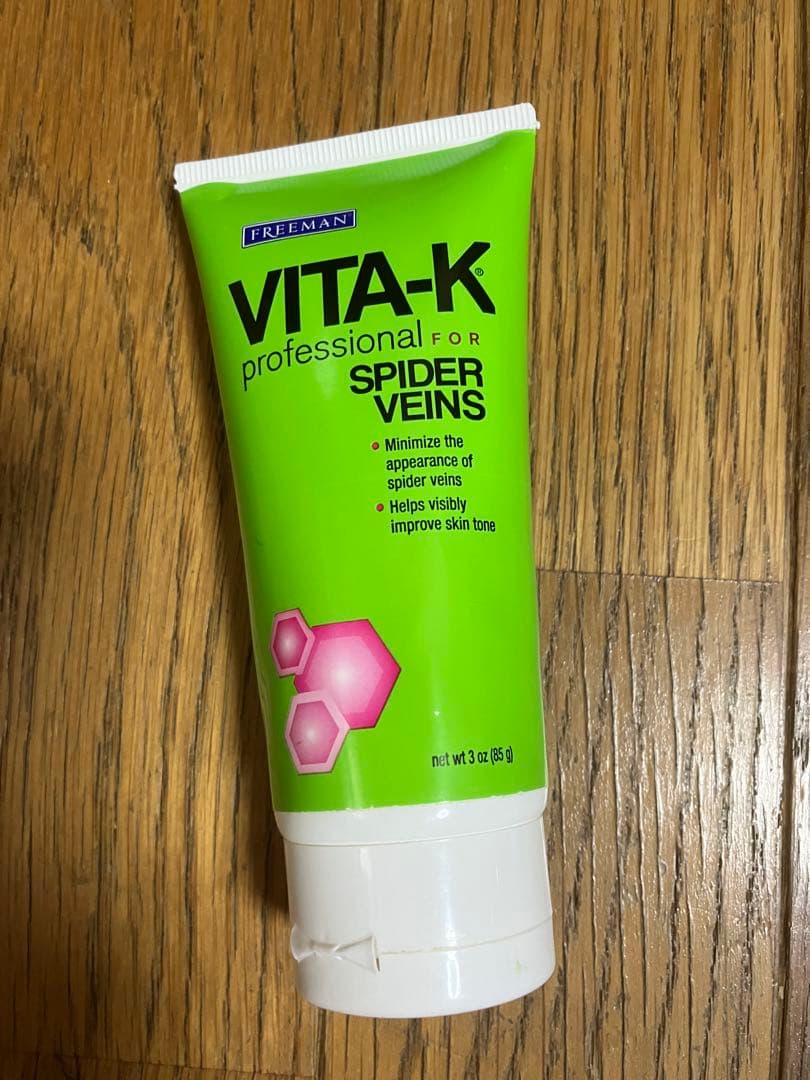 FREEMAN
VITA-K®
professional FOR
SPIDER
VEINS
• Minimize the
appearance of
spider veins
• Helps visibly
improve skin tone
net wt 3 oz (85 g)